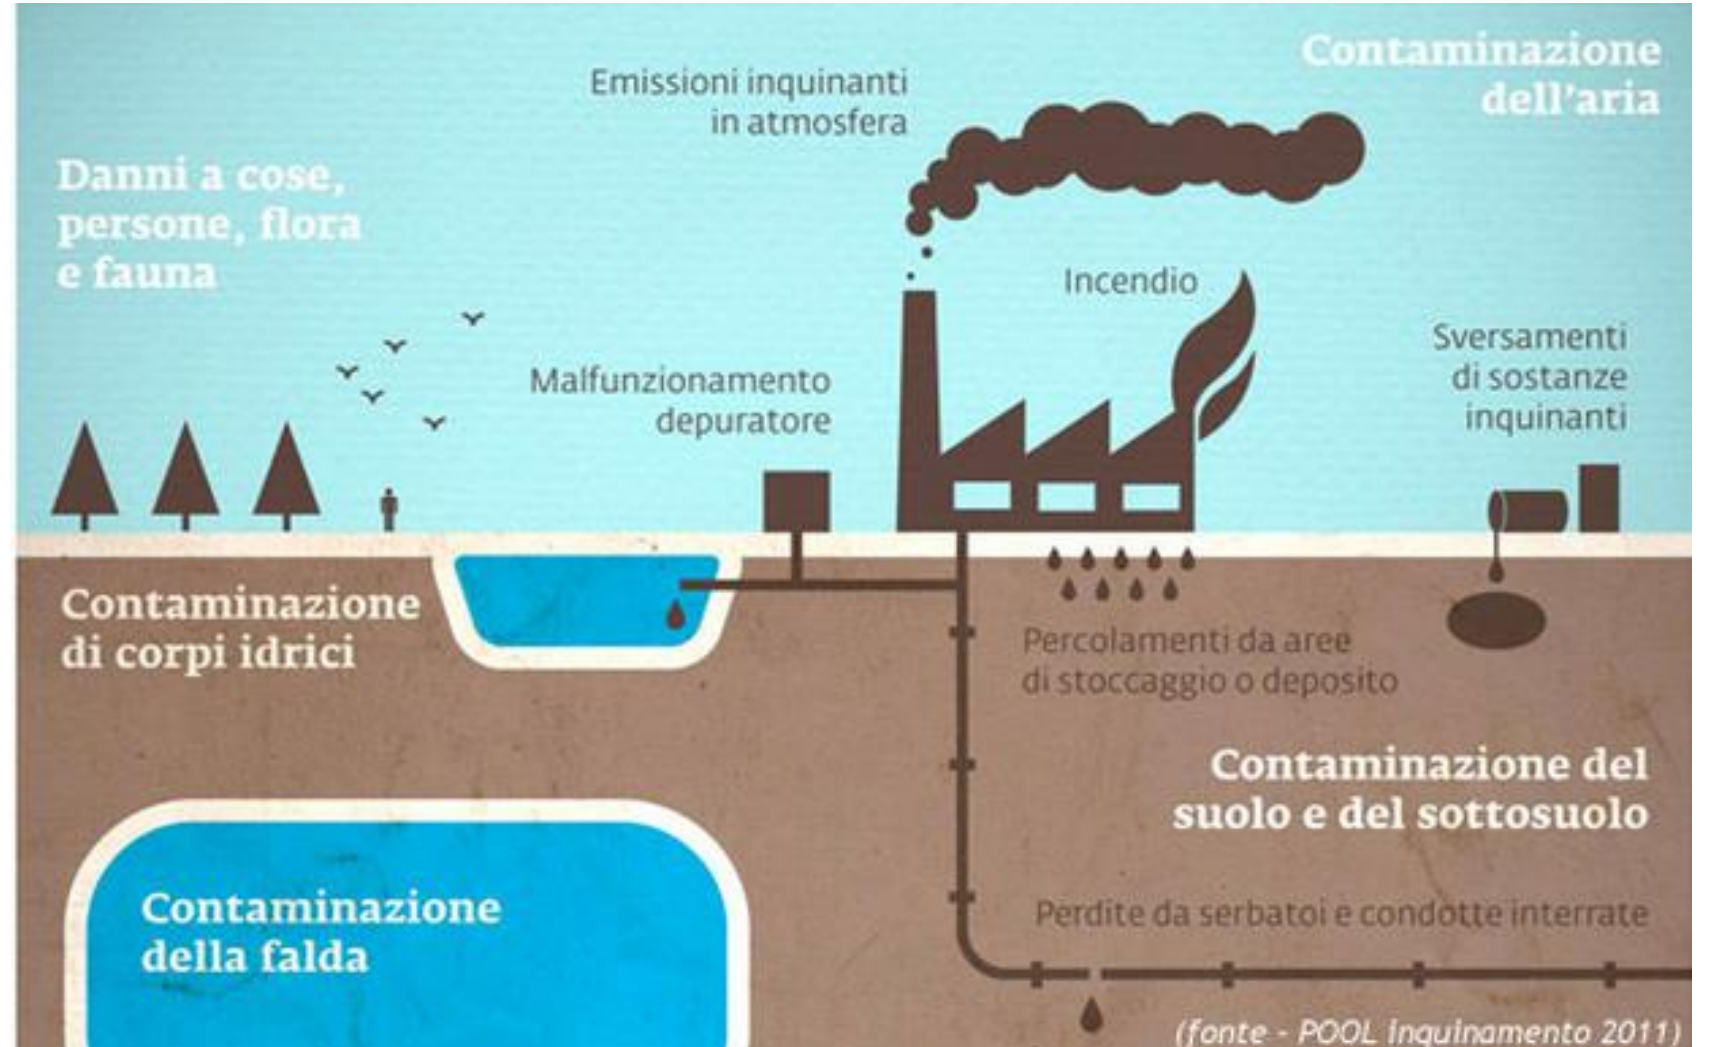 Contaminazione
dell'aria
Emissioni inquinanti
in atmosfera
Danni a cose,
persone, flora
e fauna
Incendio
Sversamenti
di sostanze
inquinanti
Malfunzionamento
depuratore
Contaminazione
di corpi idrici
Percolamenti da aree
di stoccaggio o deposito
Contaminazione del
suolo e del sottosuolo
Contaminazione
della falda
Perdite da serbatoi e condotte interrate
(fonte - POOL inquinamento 2011)